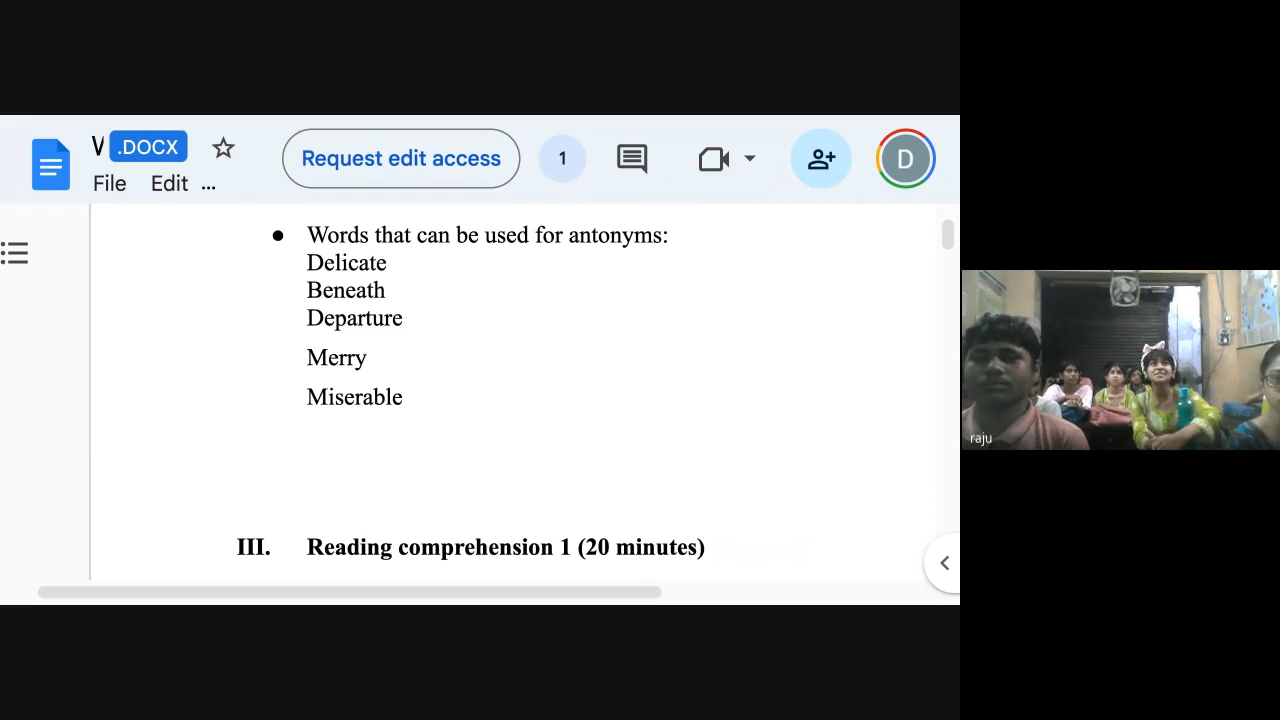 V .DOCX
File Edit ...
Request edit access
1
D
● Words that can be used for antonyms:
Delicate
Beneath
Departure
Merry
Miserable
III. Reading comprehension 1 (20 minutes)
raju